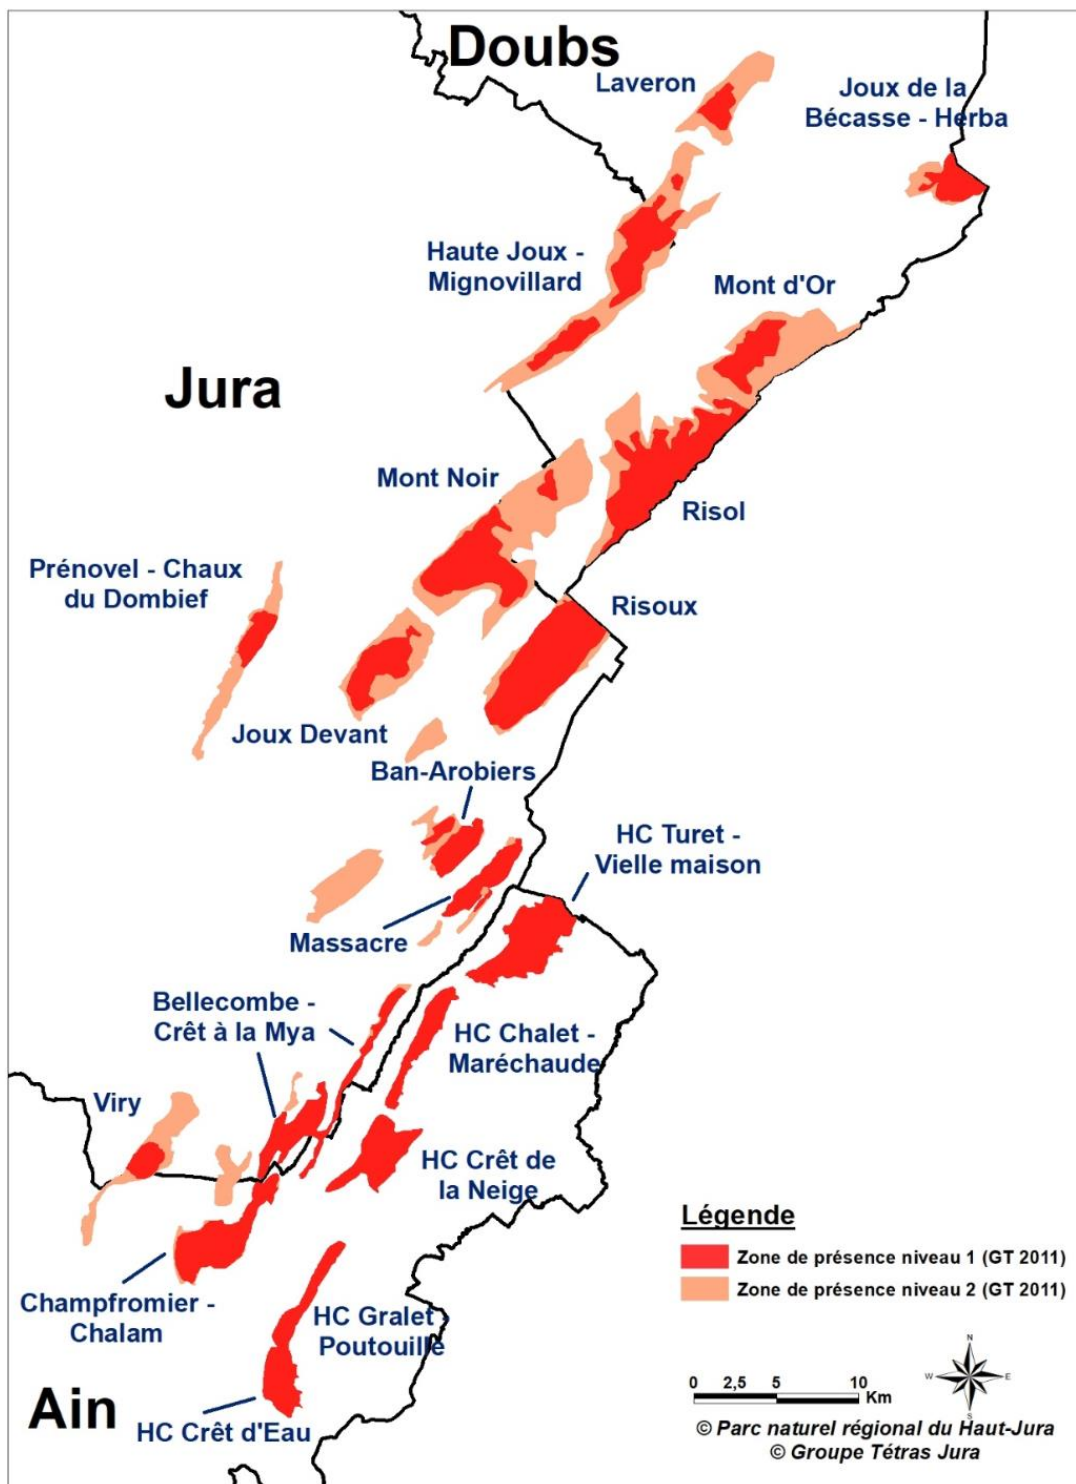 Doubs
Laveron
Joux de la
Bécasse - Herba
Haute Joux -
Mignovillard
Mont d'Or
Jura
Mont Noir
Risol
Prénovel - Chaux
du Dombief
Risoux
Joux Devant
Ban-Arobiers
HC Turet -
Vielle maison
Massacre
Bellecombe -
Crêt à la Mya
HC Chalet -
Maréchaude
Viry
HC Crêt de
la Neige
Légende
Zone de présence niveau 1 (GT 2011)
Zone de présence niveau 2 (GT 2011)
Champfromier -
Chalam
HC Gralet -
Poutouille
Ain
HC Crêt d'Eau
N
W
E
S
0 2,5 5 10
Km
© Parc naturel régional du Haut-Jura
© Groupe Tétras Jura